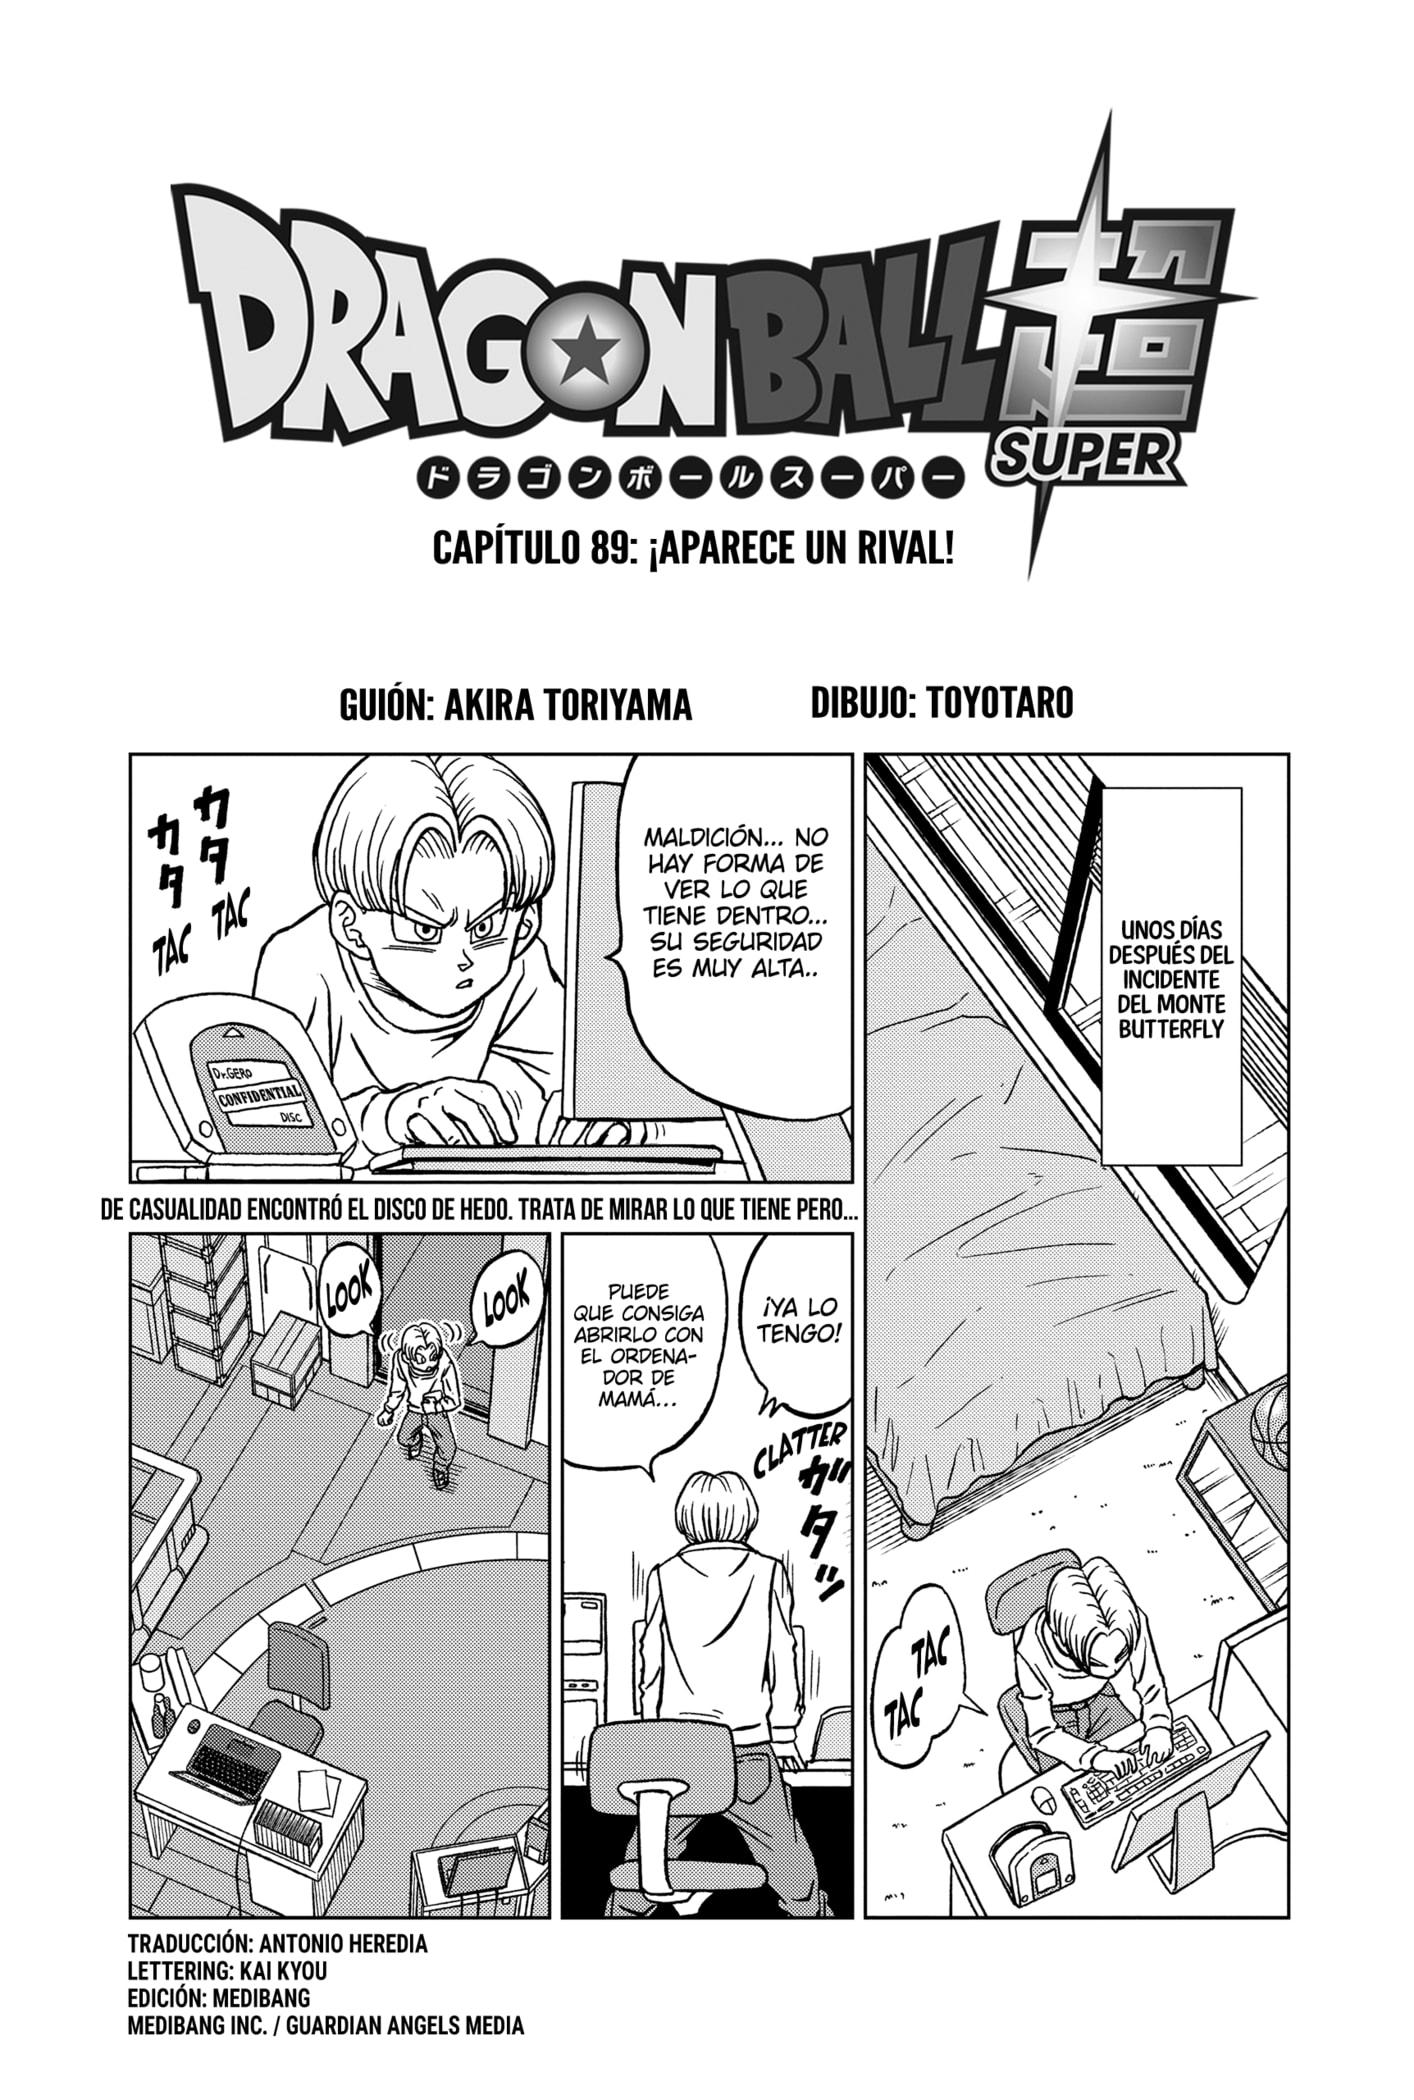 DRAGON BALL超
SUPER
ドラゴンボールスーパー
CAPÍTULO 89: ¡APARECE UN RIVAL!
GUIÓN: AKIRA TORIYAMA
DIBUJO: TOYOTARO
UNOS DÍAS
DESPUÉS DEL
INCIDENTE
DEL MONTE
BUTTERFLY
TAC
TAC
MALDICIÓN... NO
HAY FORMA DE
VER LO QUE
TIENE DENTRO...
SU SEGURIDAD
ES MUY ALTA..
カタ
カタ
TAC
TAC
Dr.GERO
CONFIDENTIAL
DISC
DE CASUALIDAD ENCONTRÓ EL DISCO DE HEDO. TRATA DE MIRAR LO QUE TIENE PERO...
¡YA LO
TENGO!
PUEDE
QUE CONSIGA
ABRIRLO CON
EL ORDENA-
DOR DE
MAMÁ...
CLATTER
ガタッ
LOOK
LOOK
TRADUCCIÓN: ANTONIO HEREDIA
LETTERING: KAI KYOU
EDICIÓN: MEDIBANG
MEDIBANG INC. / GUARDIAN ANGELS MEDIA